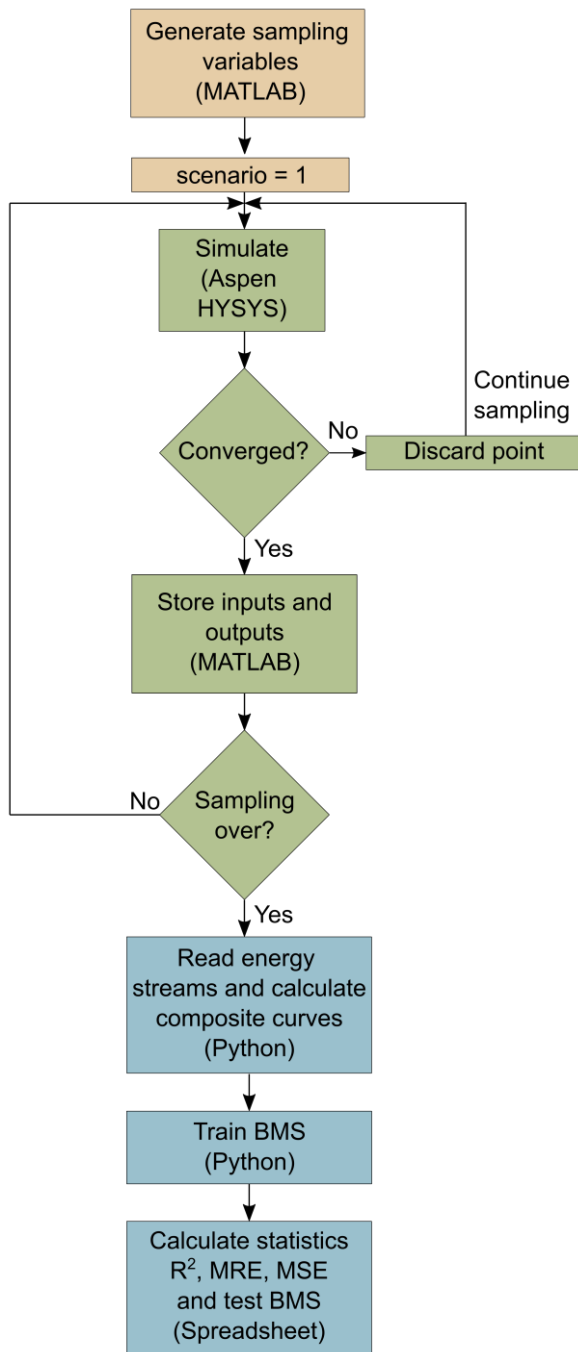 Generate sampling
variables
(MATLAB)
scenario = 1
Simulate
(Aspen
HYSYS)
Continue
sampling
Converged?
No
Discard point
Yes
Store inputs and
outputs
(MATLAB)
No
Sampling
over?
Yes
Read energy
streams and calculate
composite curves
(Python)
Train BMS
(Python)
Calculate statistics
R², MRE, MSE
and test BMS
(Spreadsheet)